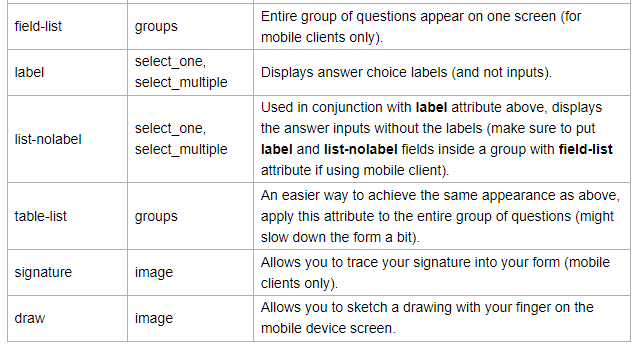 field-list groups Entire group of questions appear on one screen (for
mobile clients only).
label select_one,
select_multiple Displays answer choice labels (and not inputs).
list-nolabel select_one,
select_multiple Used in conjunction with label attribute above, displays
the answer inputs without the labels (make sure to put
label and list-nolabel fields inside a group with field-list
attribute if using mobile client).
table-list groups An easier way to achieve the same appearance as above,
apply this attribute to the entire group of questions (might
slow down the form a bit).
signature image Allows you to trace your signature into your form (mobile
clients only).
draw image Allows you to sketch a drawing with your finger on the
mobile device screen.